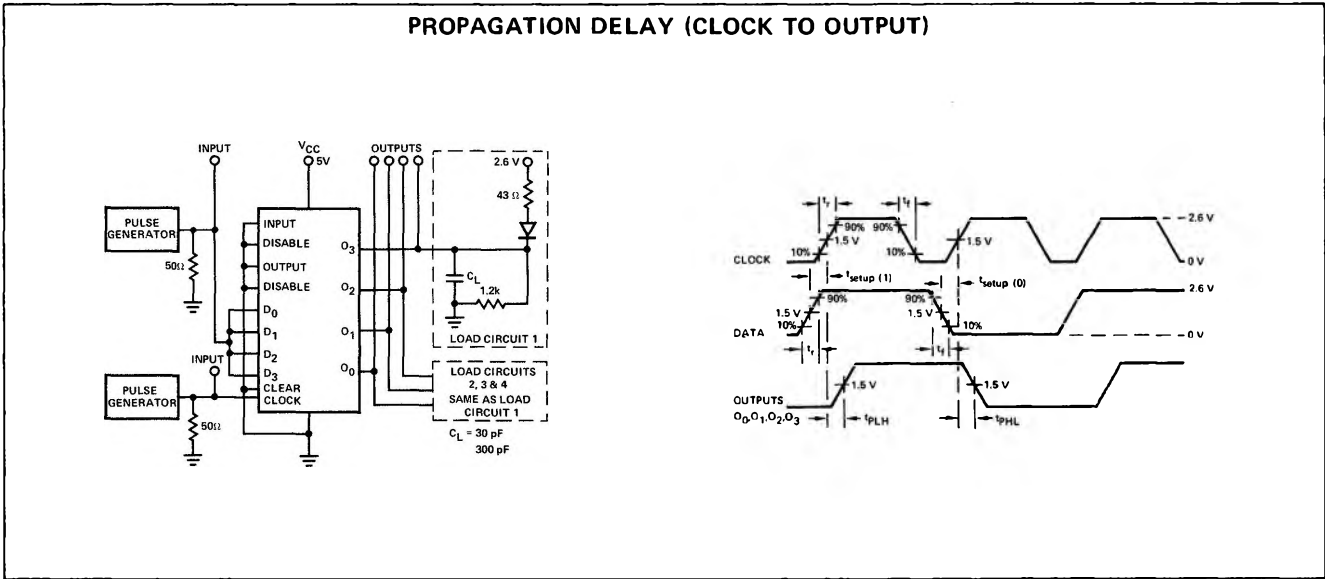 PROPAGATION DELAY (CLOCK TO OUTPUT)
INPUT
VCC
5V
OUTPUTS
2.6 V
43 Ω
PULSE
GENERATOR
50Ω
INPUT
DISABLE
OUTPUT
DISABLE
D0
D1
D2
D3
CLEAR
CLOCK
O3
O2
O1
O0
CL
1.2k
LOAD CIRCUIT 1
INPUT
PULSE
GENERATOR
50Ω
LOAD CIRCUITS
2, 3 & 4
SAME AS LOAD
CIRCUIT 1
CL = 30 pF
300 pF
tr
tf
90%
90%
2.6 V
1.5 V
1.5 V
10%
10%
CLOCK
0 V
tsetup (1)
tsetup (0)
90%
90%
2.6 V
1.5 V
1.5 V
10%
10%
DATA
0 V
tr
tf
1.5 V
1.5 V
OUTPUTS
O0,O1,O2,O3
tPLH
tPHL